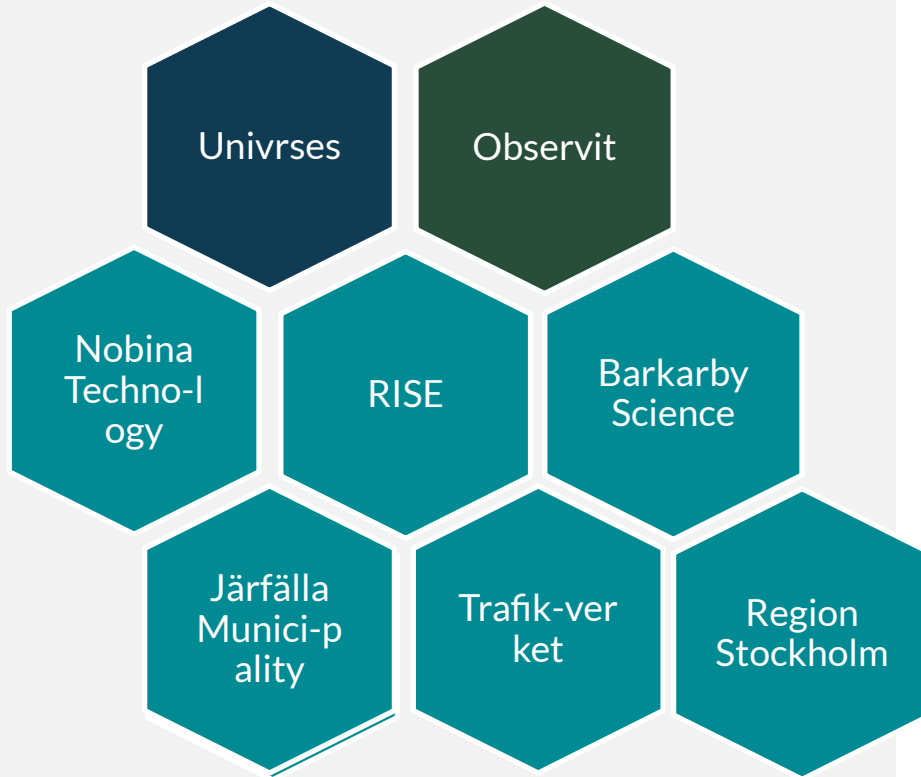 Univrses
Observit
Nobina
Techno-l
ogy
RISE
Barkarby
Science
Järfälla
Munici-p
ality
Trafik-ver
ket
Region
Stockholm